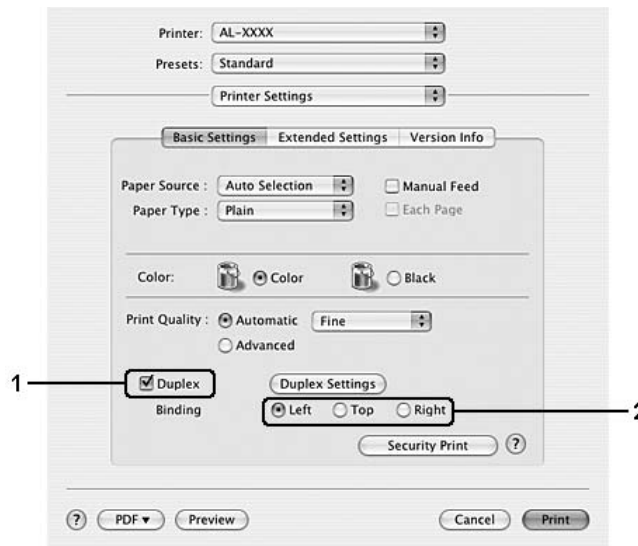 Printer: AL-XXXX
Presets: Standard
Printer Settings
Basic Settings Extended Settings Version Info
Paper Source : Auto Selection Manual Feed
Paper Type : Plain Each Page
Color: Color Black
Print Quality : Automatic Fine
Advanced
1 Duplex Duplex Settings
Binding Left Top Right 2
Security Print ?
? PDF Preview Cancel Print